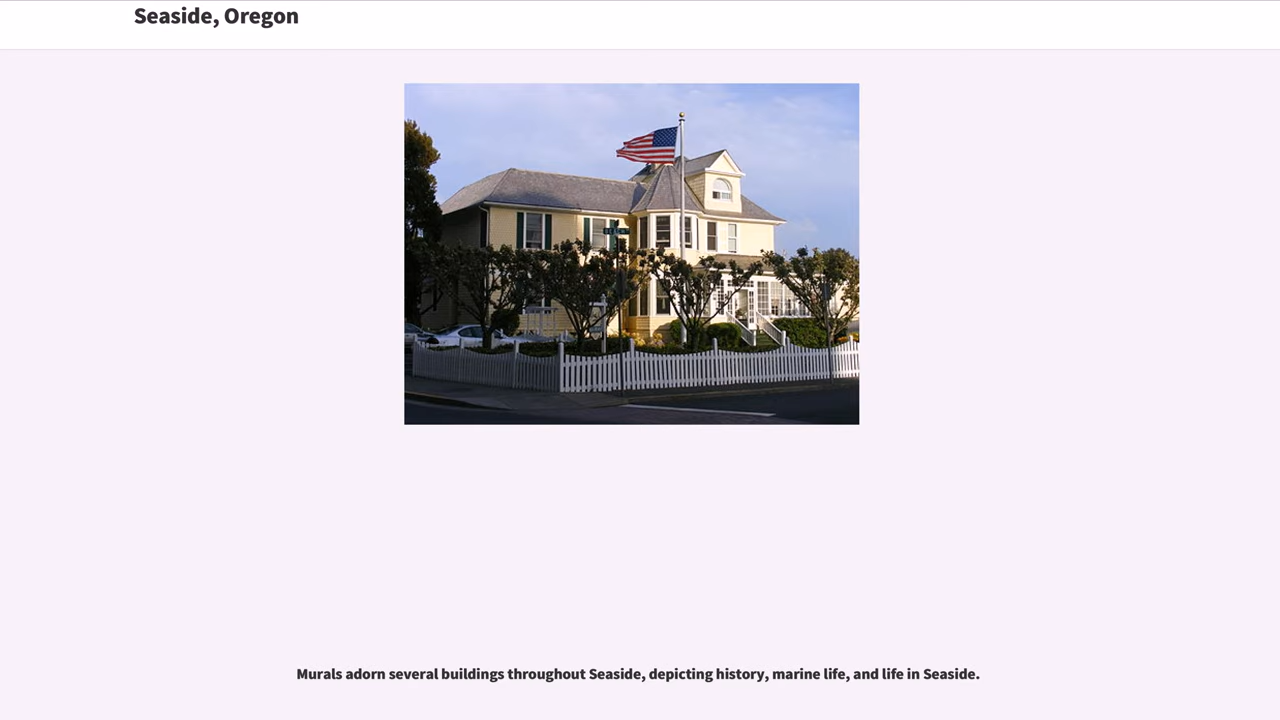 Seaside, Oregon
Murals adorn several buildings throughout Seaside, depicting history, marine life, and life in Seaside.